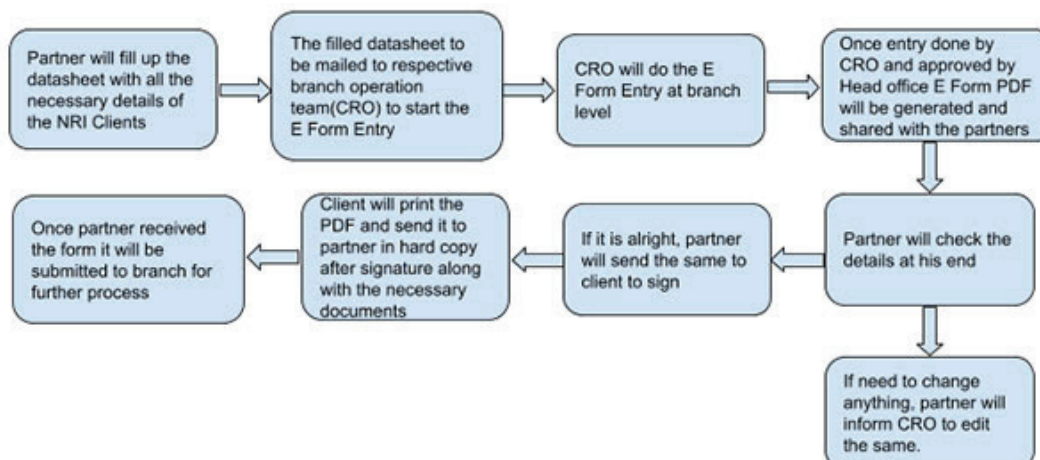 Partner will fill up the
datasheet with all the
necessary details of
the NRI Clients
The filled datasheet to
be mailed to respective
branch operation
team(CRO) to start the
E Form Entry
CRO will do the E
Form Entry at branch
level
Once entry done by
CRO and approved by
Head office E Form PDF
will be generated and
shared with the partners
Partner will check the
details at his end
If it is alright, partner
will send the same to
client to sign
Client will print the
PDF and send it to
partner in hard copy
after signature along
with the necessary
documents
Once partner received
the form it will be
submitted to branch for
further process
If need to change
anything, partner will
inform CRO to edit
the same.